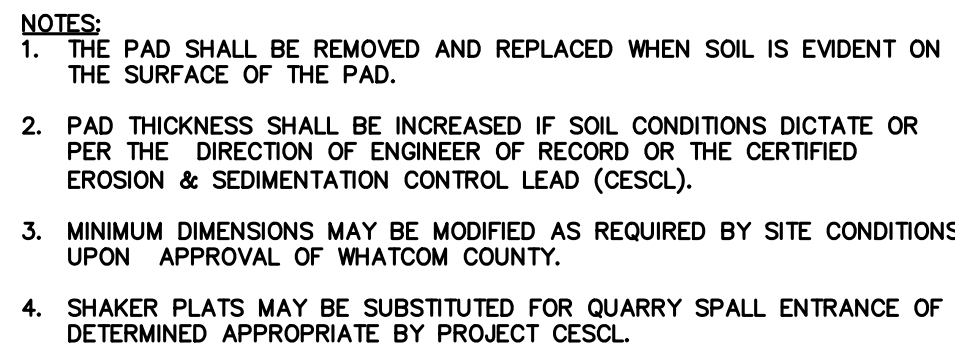 NOTES:
1. THE PAD SHALL BE REMOVED AND REPLACED WHEN SOIL IS EVIDENT ON
THE SURFACE OF THE PAD.
2. PAD THICKNESS SHALL BE INCREASED IF SOIL CONDITIONS DICTATE OR
PER THE DIRECTION OF ENGINEER OF RECORD OR THE CERTIFIED
EROSION & SEDIMENTATION CONTROL LEAD (CESCL).
3. MINIMUM DIMENSIONS MAY BE MODIFIED AS REQUIRED BY SITE CONDITIONS
UPON APPROVAL OF WHATCOM COUNTY.
4. SHAKER PLATS MAY BE SUBSTITUTED FOR QUARRY SPALL ENTRANCE OF
DETERMINED APPROPRIATE BY PROJECT CESCL.